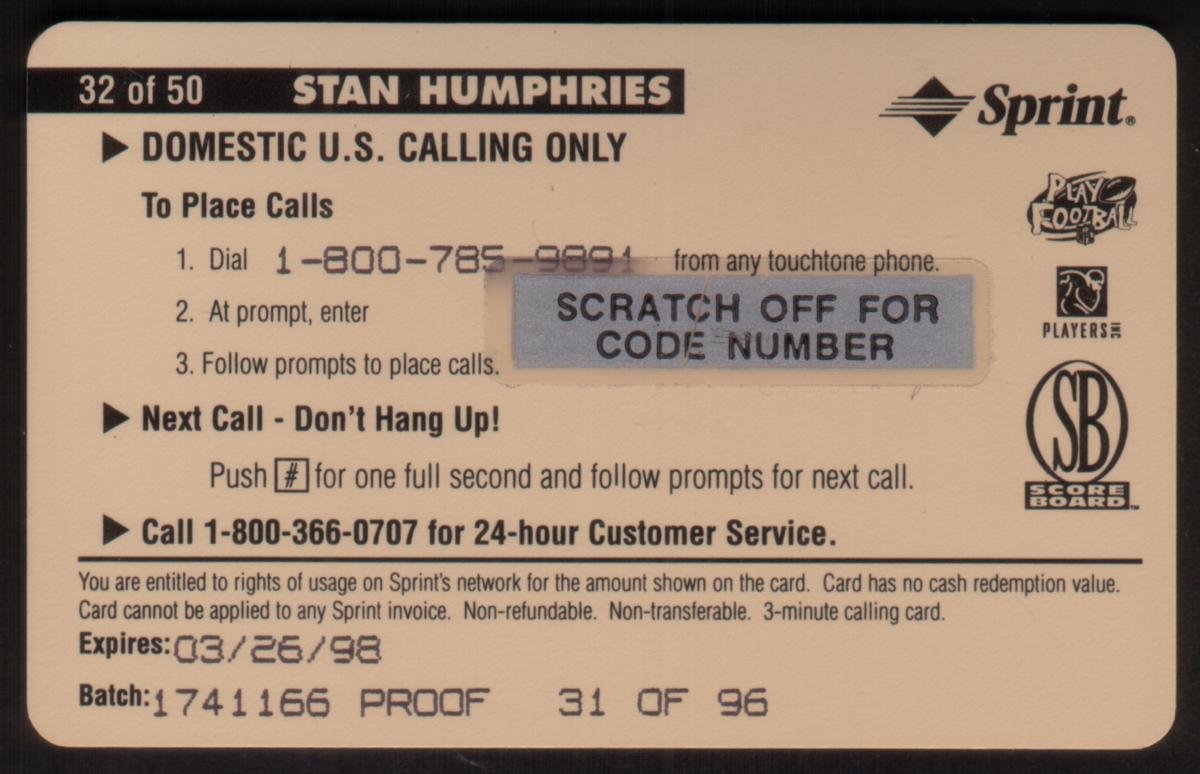 32 of 50 STAN HUMPHRIES
Sprint®
▶ DOMESTIC U.S. CALLING ONLY
To Place Calls
PLAY
FOOTBALL
NFL
1. Dial 1-800-785-9891 from any touchtone phone.
2. At prompt, enter
SCRATCH OFF FOR
CODE NUMBER
PLAYERS INC
3. Follow prompts to place calls.
▶ Next Call - Don't Hang Up!
SB
SCORE
BOARD™
Push # for one full second and follow prompts for next call.
▶ Call 1-800-366-0707 for 24-hour Customer Service.
You are entitled to rights of usage on Sprint's network for the amount shown on the card. Card has no cash redemption value.
Card cannot be applied to any Sprint invoice. Non-refundable. Non-transferable. 3-minute calling card.
Expires: 03/26/98
Batch: 1741166 PROOF 31 OF 96